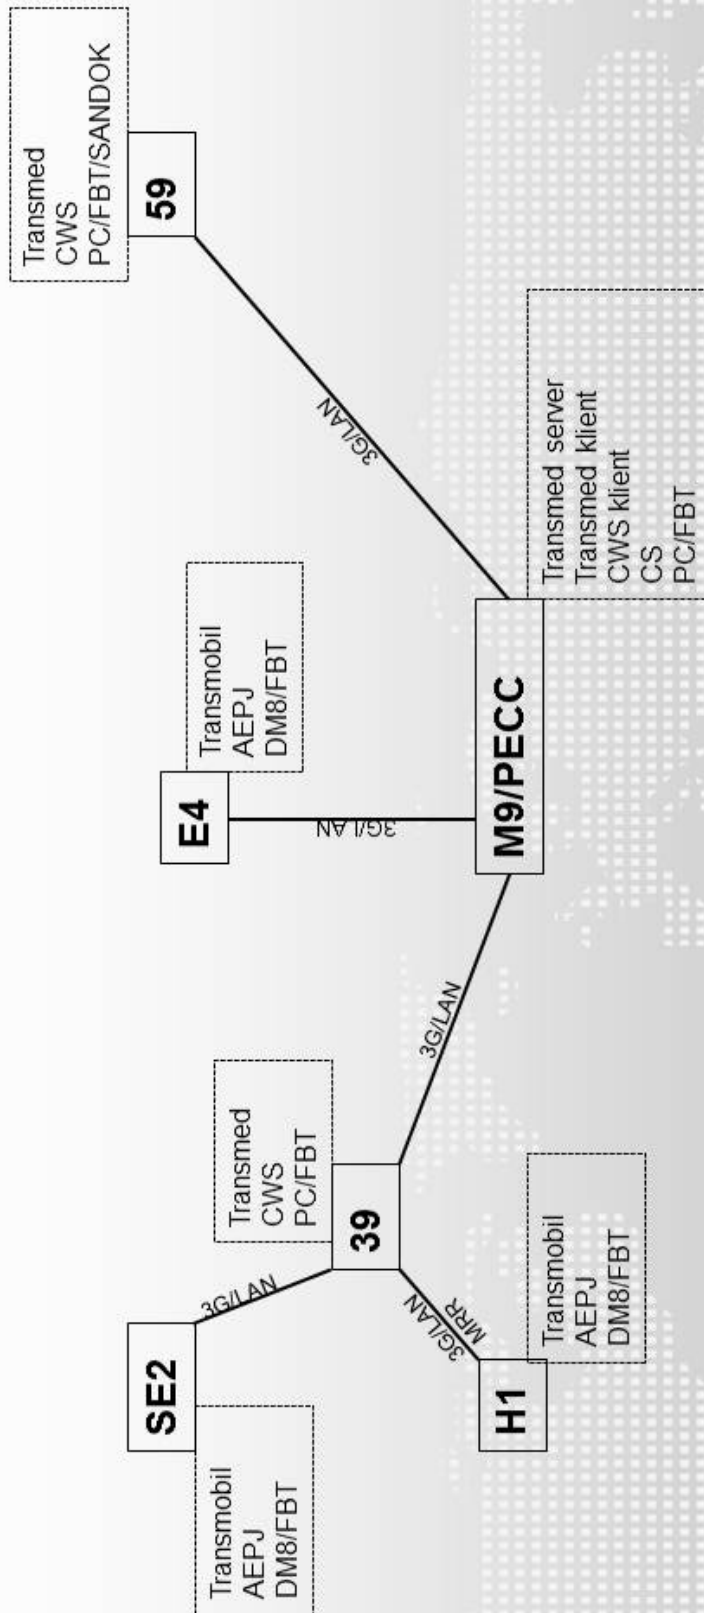 SE2
Transmobil
AEPJ
DM8/FBT
3G/LAN
39
Transmed
CWS
PC/FBT
3G/LAN
MRR
H1
Transmobil
AEPJ
DM8/FBT
3G/LAN
E4
Transmobil
AEPJ
DM8/FBT
3G/LAN
M9/PECC
Transmed server
Transmed klient
CWS klient
CS
PC/FBT
3G/LAN
59
Transmed
CWS
PC/FBT/SANDOK